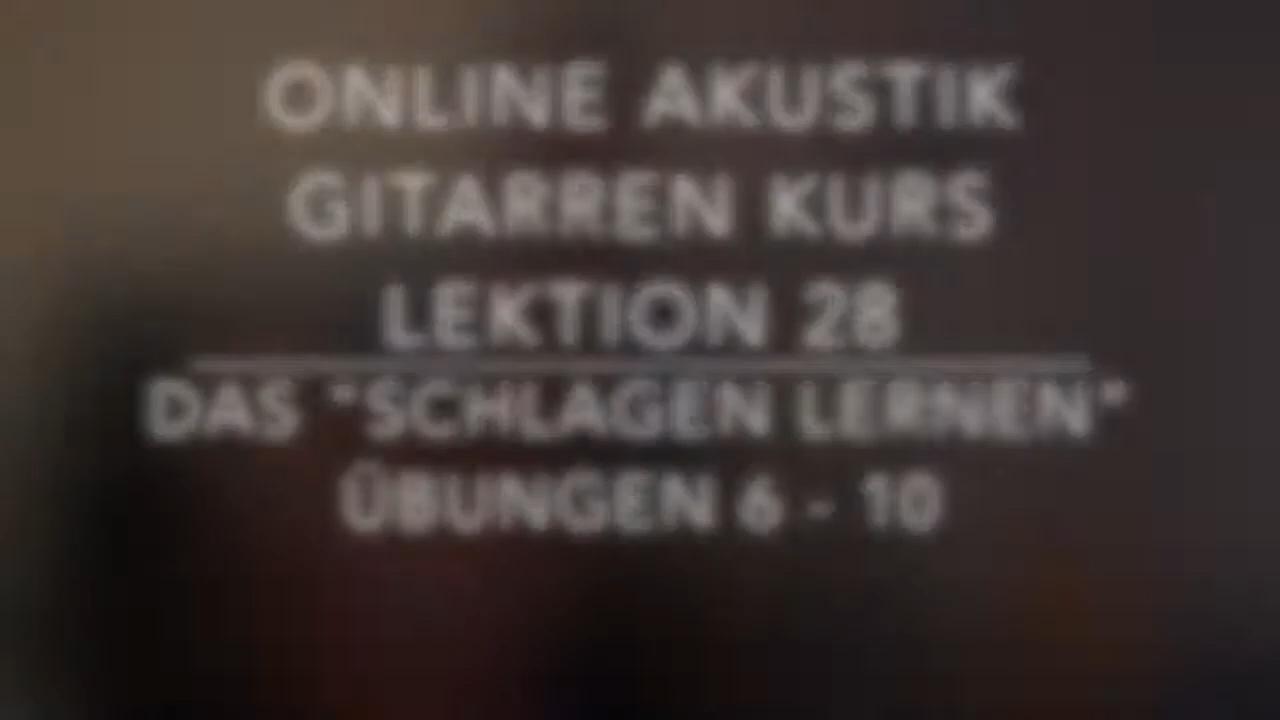 ONLINE AKUSTIK
GITARREN KURS
LEKTION 28
DAS "SCHLAGEN LERNEN"
ÜBUNGEN 6 - 10